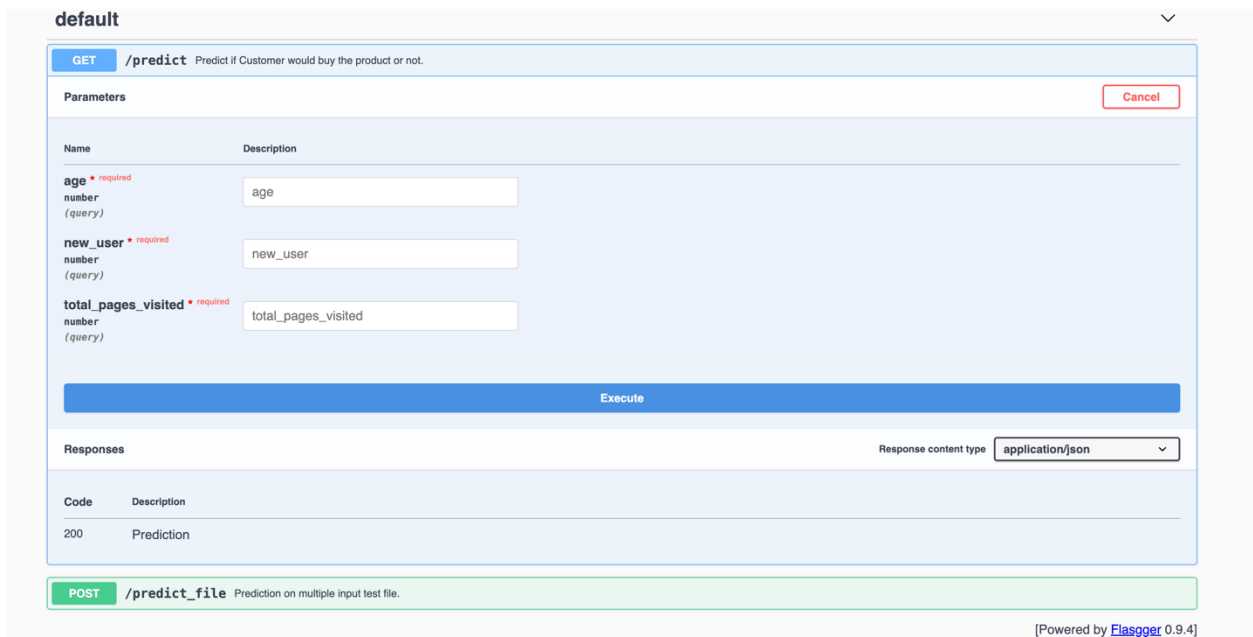 default
GET /predict Predict if Customer would buy the product or not.
Parameters Cancel
Name Description
age * required
number
(query)
age
new_user * required
number
(query)
new_user
total_pages_visited * required
number
(query)
total_pages_visited
Execute
Responses Response content type application/json
Code Description
200 Prediction
POST /predict_file Prediction on multiple input test file.
[Powered by Flasgger 0.9.4]